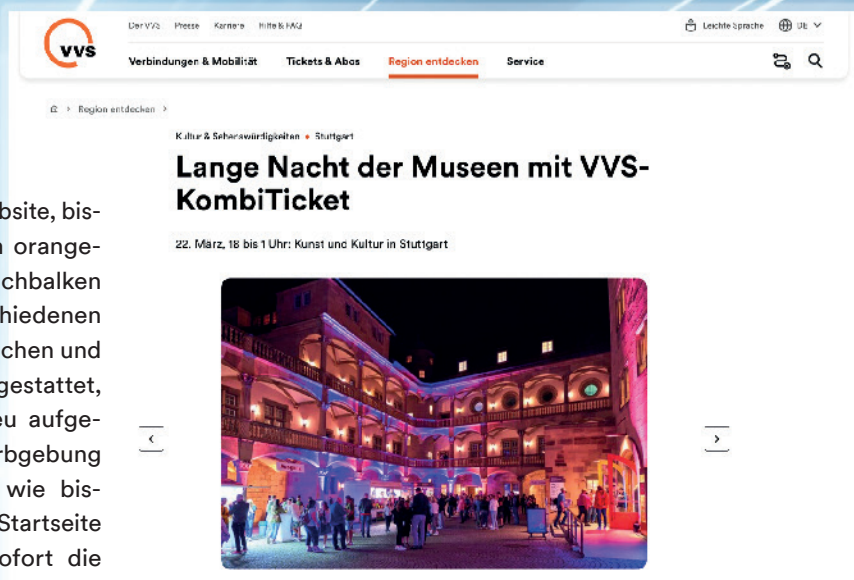 vvs
Der VVS Presse Karriere Hilfe & FAQ
Leichte Sprache DE
Verbindungen & Mobilität Tickets & Abos Region entdecken Service
Region entdecken
Kultur & Sehenswürdigkeiten • Stuttgart
Lange Nacht der Museen mit VVS-
KombiTicket
22. März, 18 bis 1 Uhr: Kunst und Kultur in Stuttgart
bsite, bis-
orange-
chbalken
hiedenen
chen und
gestattet,
eu aufge-
rbgebung
wie bis-
Startseite
ofort die